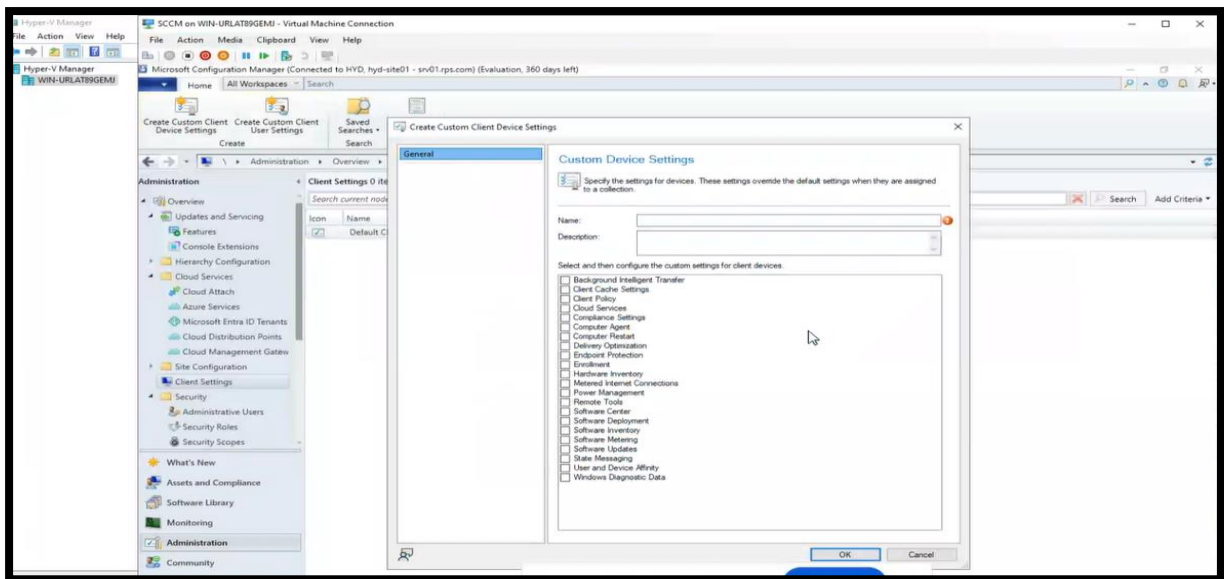 Hyper-V Manager
File Action View Help
Hyper-V Manager
WIN-URLAT89GEMJ
SCCM on WIN-URLAT89GEMJ - Virtual Machine Connection
File Action Media Clipboard View Help
Microsoft Configuration Manager (Connected to HYD, hyd-site01 - srv01.rps.com) (Evaluation, 360 days left)
Home All Workspaces Search
Create Custom Client Device Settings
Create Custom Client User Settings
Saved Searches
Create
Search
\ Administration Overview
Administration
Overview
Updates and Servicing
Features
Console Extensions
Hierarchy Configuration
Cloud Services
Cloud Attach
Azure Services
Microsoft Entra ID Tenants
Cloud Distribution Points
Cloud Management Gatew
Site Configuration
Client Settings
Security
Administrative Users
Security Roles
Security Scopes
What's New
Assets and Compliance
Software Library
Monitoring
Administration
Community
Client Settings 0 ite
Search current node
Icon Name
Default C
Search Add Criteria
Create Custom Client Device Settings
General
Custom Device Settings
Specify the settings for devices. These settings override the default settings when they are assigned
to a collection.
Name:
Description:
Select and then configure the custom settings for client devices.
Background Intelligent Transfer
Client Cache Settings
Client Policy
Cloud Services
Compliance Settings
Computer Agent
Computer Restart
Delivery Optimization
Endpoint Protection
Enrollment
Hardware Inventory
Metered Internet Connections
Power Management
Remote Tools
Software Center
Software Deployment
Software Inventory
Software Metering
Software Updates
State Messaging
User and Device Affinity
Windows Diagnostic Data
OK Cancel